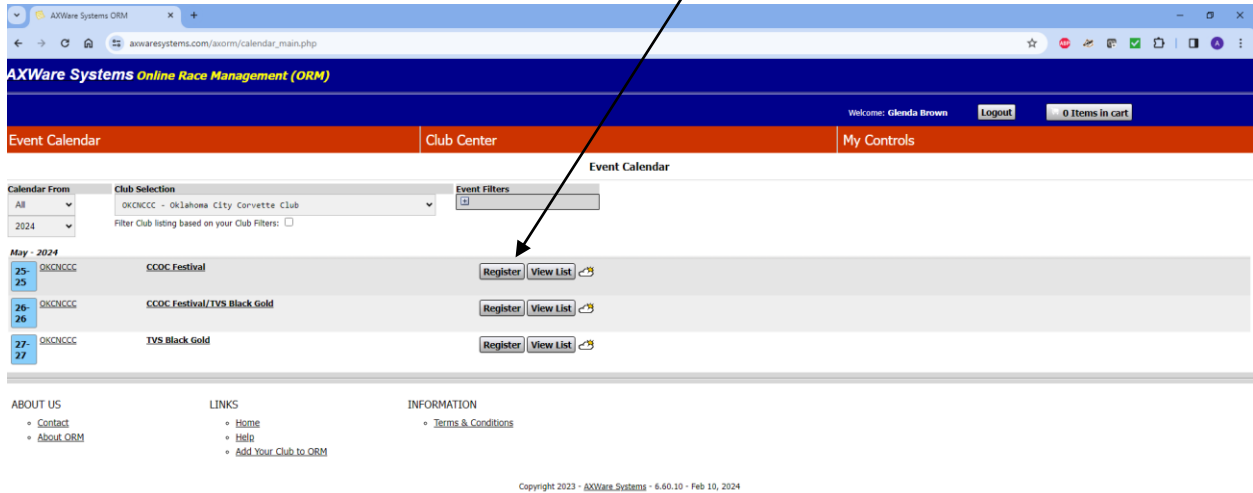 AXWare Systems ORM
axwaresystems.com/axorm/calendar_main.php
AXWare Systems Online Race Management (ORM)
Welcome: Glenda Brown Logout 0 Items in cart
Event Calendar Club Center My Controls
Event Calendar
Calendar From Club Selection Event Filters
All OKCNCCC - Oklahoma City Corvette Club
2024 Filter Club listing based on your Club Filters:
May - 2024
25-25 OKCNCCC CCOC Festival Register View List
26-26 OKCNCCC CCOC Festival/TVS Black Gold Register View List
27-27 OKCNCCC TVS Black Gold Register View List
ABOUT US LINKS INFORMATION
Contact Home Terms & Conditions
About ORM Help
Add Your Club to ORM
Copyright 2023 - AXWare Systems - 6.60.10 - Feb 10, 2024